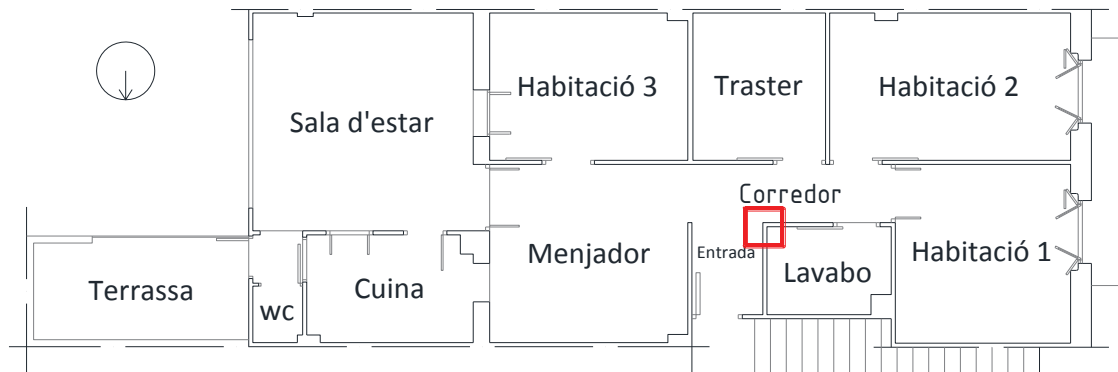 Habitació 3
Traster
Habitació 2
Sala d'estar
Corredor
Menjador
Entrada
Habitació 1
Lavabo
Terrassa
Cuina
wc